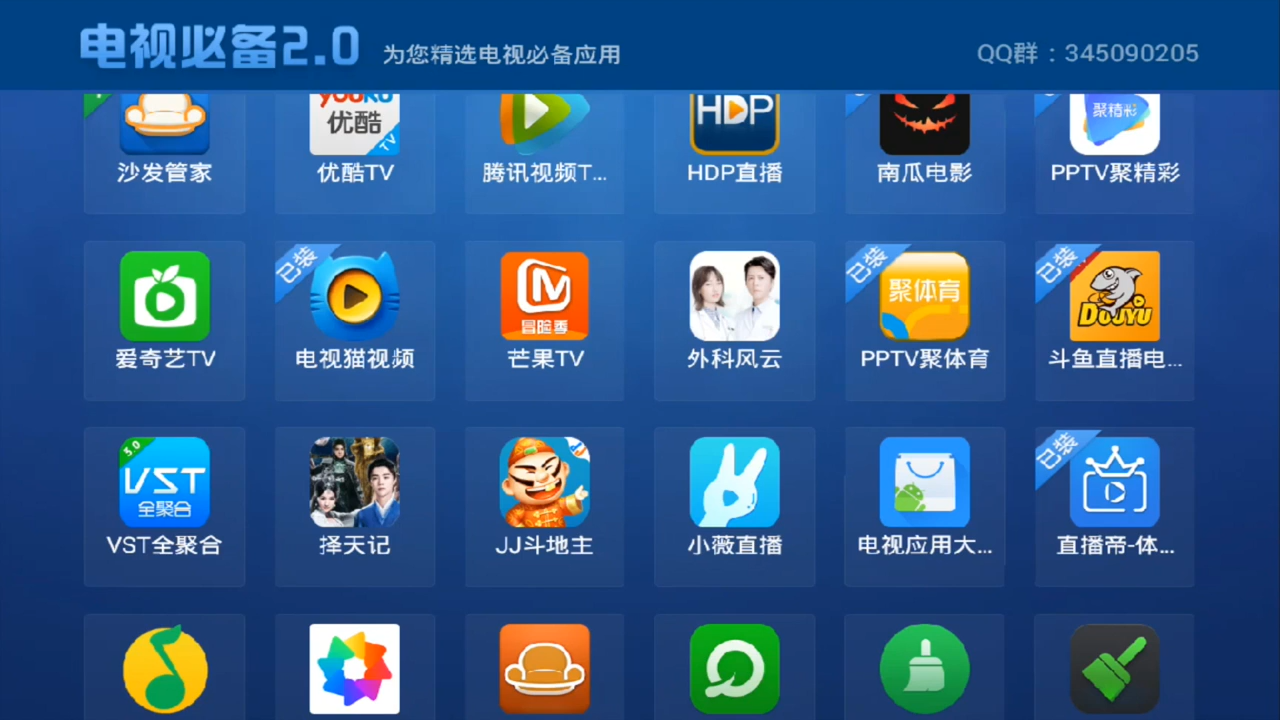 电视必备2.0
为您精选电视必备应用
QQ群：345090205
YOUKU
优酷
TV
HDP
聚精彩
沙发管家
优酷TV
腾讯视频T...
HDP直播
南瓜电影
PPTV聚精彩
已装
冒险季
已装
聚体育
已装
DOUYU
爱奇艺TV
电视猫视频
芒果TV
外科风云
PPTV聚体育
斗鱼直播电...
5.0
VST
全聚合
已装
VST全聚合
择天记
JJ斗地主
小薇直播
电视应用大...
直播帝-体...